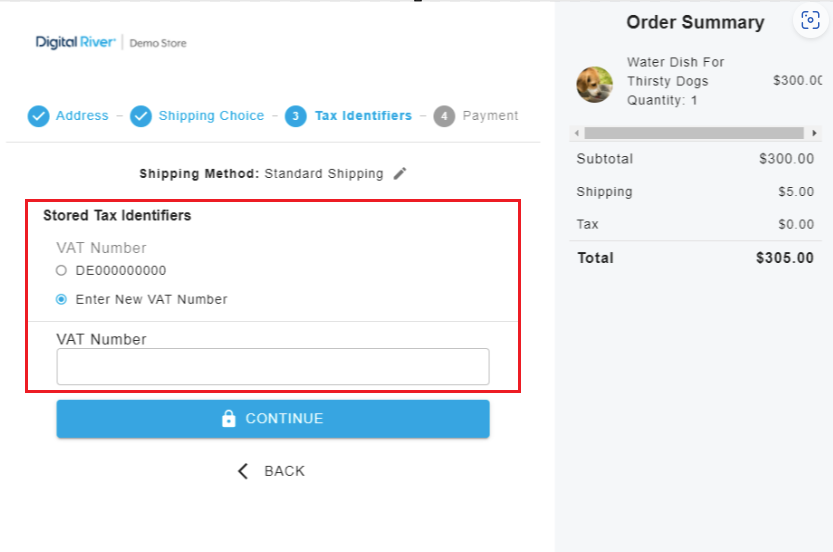 Digital River | Demo Store
Address – Shipping Choice – 3 Tax Identifiers – 4 Payment
Shipping Method: Standard Shipping
Stored Tax Identifiers
VAT Number
DE000000000
Enter New VAT Number
VAT Number
CONTINUE
BACK
Order Summary
Water Dish For
Thirsty Dogs
Quantity: 1
$300.00
Subtotal $300.00
Shipping $5.00
Tax $0.00
Total $305.00